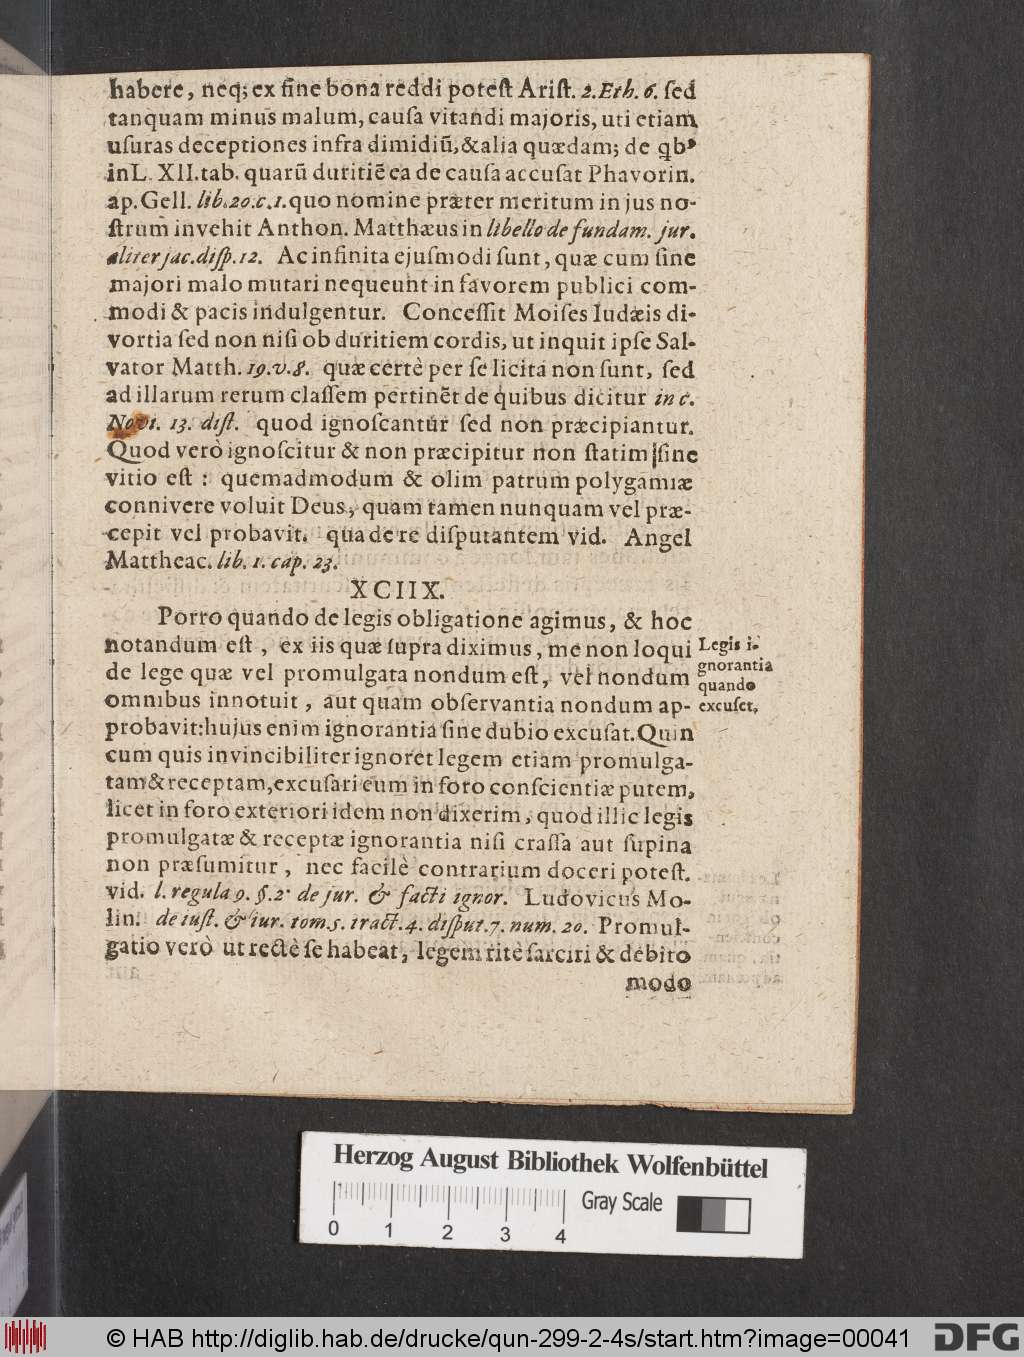 habere, neq; ex fine bona reddi poteſt Ariſt. 2. Eth. 6. ſed
tanquam minus malum, cauſa vitandi majoris, uti etiam
uſuras deceptiones infra dimidiũ, & alia quædam; de qbꝰ
in L. XII. tab. quarũ duritiẽ ea de cauſa accuſat Phavorin.
ap. Gell. lib. 20. c. 1. quo nomine præter meritum in jus no-
ſtrum invehit Anthon. Matthæus in libello de fundam. jur.
aliter jac. diſp. 12. Ac infinita ejuſmodi ſunt, quæ cum ſine
majori malo mutari nequeunt in favorem publici com-
modi & pacis indulgentur. Conceſſit Moiſes Iudæis di-
vortia ſed non niſi ob duritiem cordis, ut inquit ipſe Sal-
vator Matth. 19. v. 8. quæ certè per ſe licita non ſunt, ſed
ad illarum rerum claſſem pertinẽt de quibus dicitur in c.
Novi. 13. diſt. quod ignoſcantur ſed non præcipiantur.
Quod verò ignoſcitur & non præcipitur non ſtatim ſine
vitio eſt : quemadmodum & olim patrum polygamiæ
connivere voluit Deus, quam tamen nunquam vel præ-
cepit vel probavit. qua de re diſputantem vid. Angel
Mattheac. lib. 1. cap. 23.
XCIIX.
Porro quando de legis obligatione agimus, & hoc
notandum eſt, ex iis quæ ſupra diximus, me non loqui
de lege quæ vel promulgata nondum eſt, vel nondum
omnibus innotuit, aut quam obſervantia nondum ap-
probavit: hujus enim ignorantia ſine dubio excuſat. Quin
cum quis invincibiliter ignoret legem etiam promulga-
tam & receptam, excuſari eum in foro conſcientiæ putem,
licet in foro exteriori idem non dixerim, quod illic legis
promulgatæ & receptæ ignorantia niſi craſſa aut ſupina
non præſumitur, nec facilè contrarium doceri poteſt.
vid. l. regula 9. §. 2. de jur. & facti ignor. Ludovicus Mo-
lin. de iuſt. & iur. tom. 5. tract. 4. diſput. 7. num. 20. Promul-
gatio verò ut rectè ſe habeat, legem ritè ſarciri & debito
modo
Legis i-
gnorantia
quando
excuſet,
Herzog August Bibliothek Wolfenbüttel
0 1 2 3 4
Gray Scale
© HAB http://diglib.hab.de/drucke/qun-299-2-4s/start.htm?image=00041
DFG